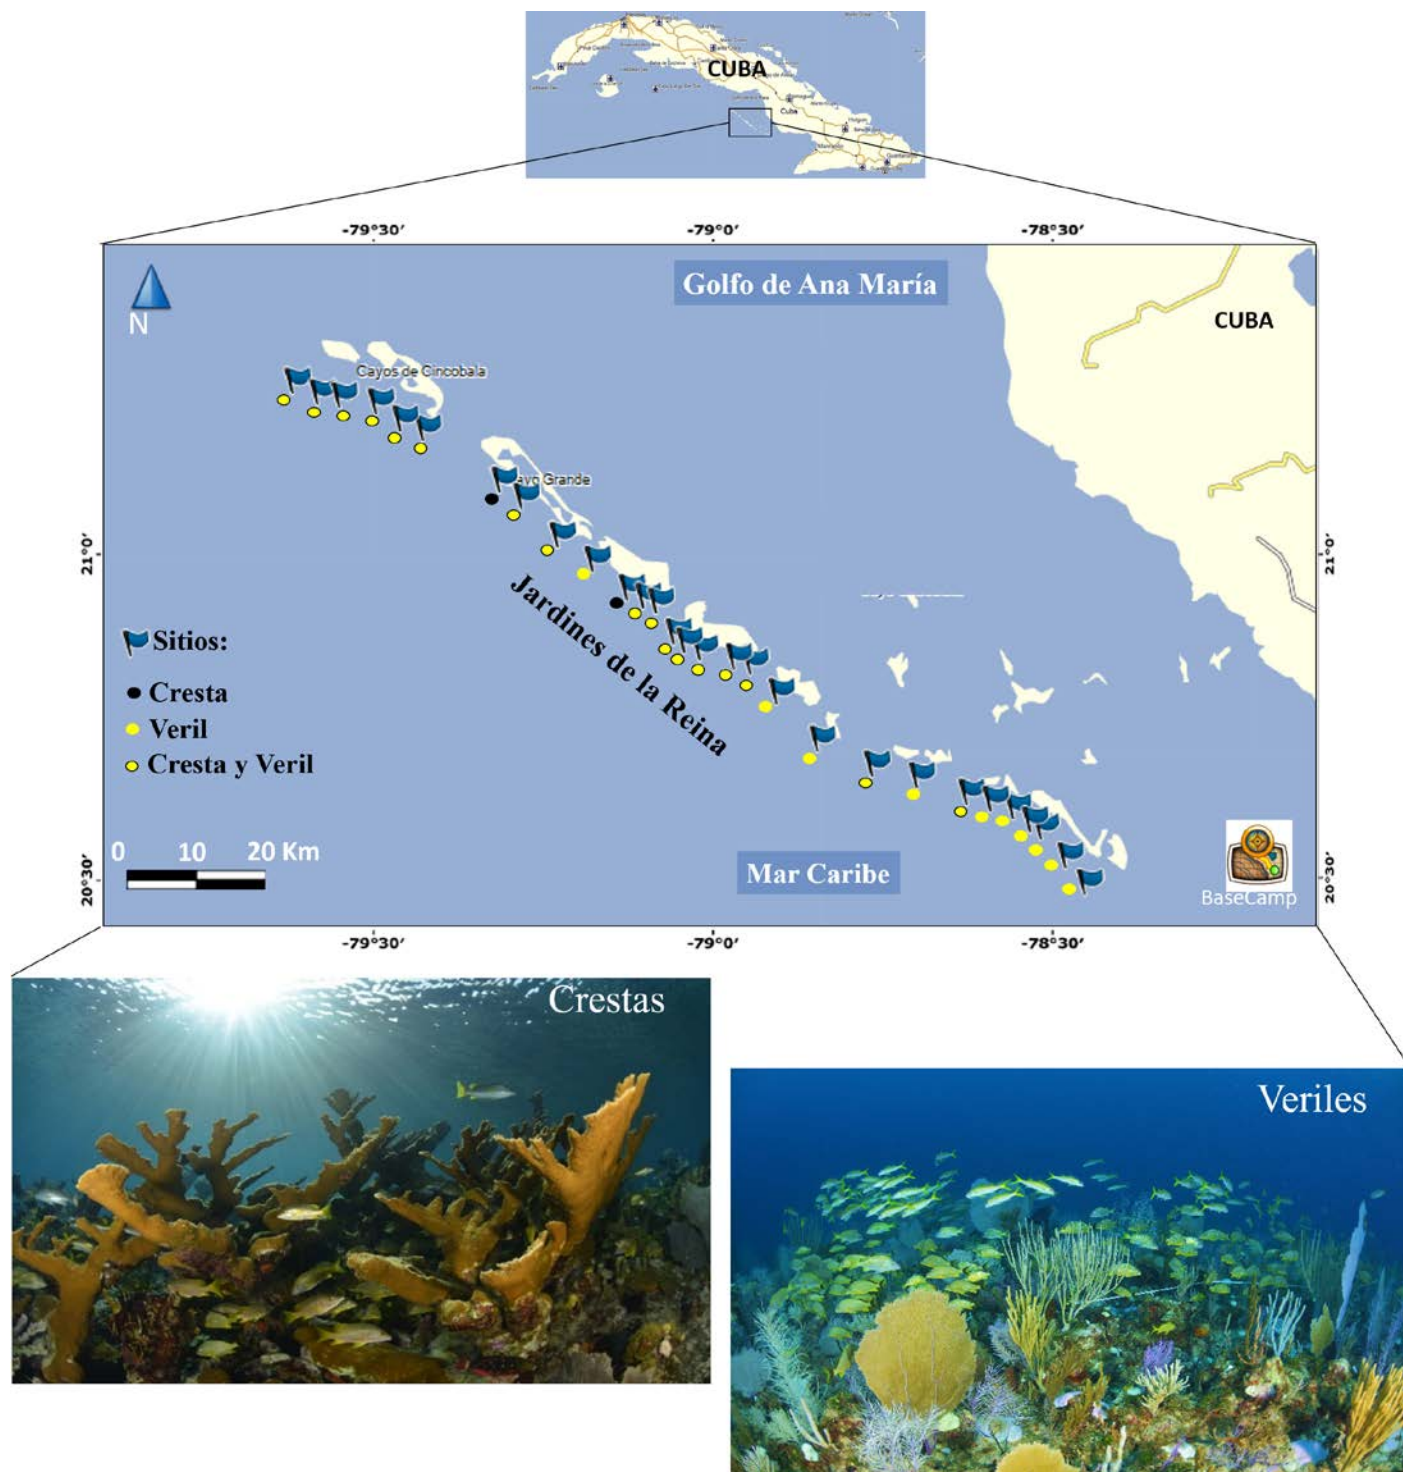 CUBA
Cuba
-79°30′
-79°0′
-78°30′
Golfo de Ana María
N
CUBA
Cayos de Cincobala
ayo Grande
21°0′
21°0′
Jardines de la Reina
Sitios:
Cresta
Veril
Cresta y Veril
0 10 20 Km
Mar Caribe
BaseCamp
20°30′
20°30′
-79°30′
-79°0′
-78°30′
Crestas
Veriles